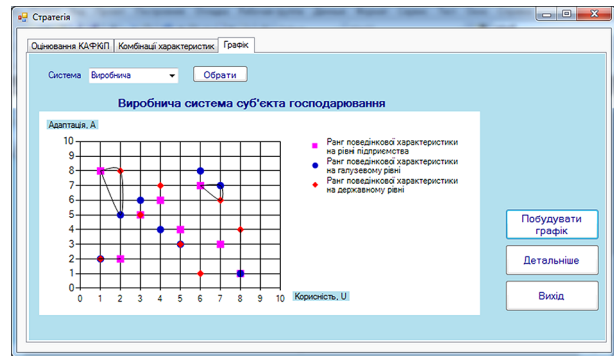 Стратегія
Оцінювання КАФКіП Комбінації характеристик Графік
Система Виробнича Обрати
Виробнича система суб'єкта господарювання
Адаптація, А
10
9
8
7
6
5
4
3
2
1
0
0 1 2 3 4 5 6 7 8 9 10
Корисність, U
Ранг поведінкової характеристики
на рівні підприємства
Ранг поведінкової характеристики
на галузевому рівні
Ранг поведінкової характеристики
на державному рівні
Побудувати
графік
Детальніше
Вихід